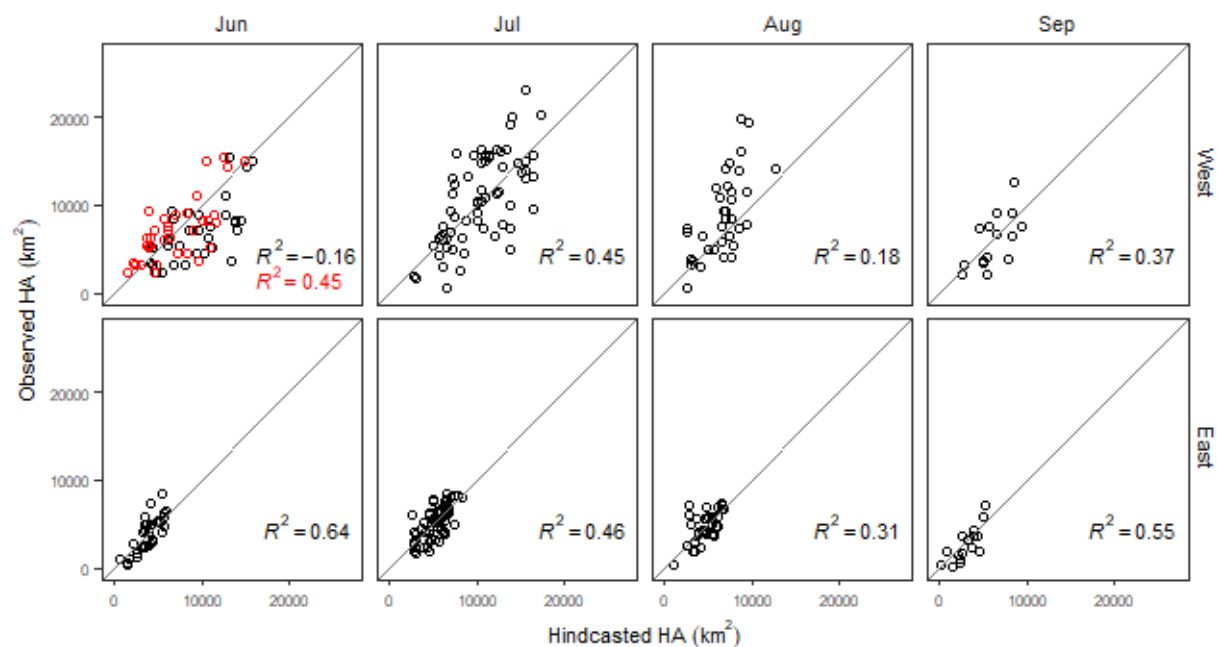 Jun Jul Aug Sep
Observed HA (km²)
20000
10000
0
R² = −0.16
R² = 0.45
R² = 0.45
R² = 0.18
R² = 0.37
West
20000
10000
0
R² = 0.64
R² = 0.46
R² = 0.31
R² = 0.55
East
0 10000 20000 0 10000 20000 0 10000 20000 0 10000 20000
Hindcasted HA (km²)